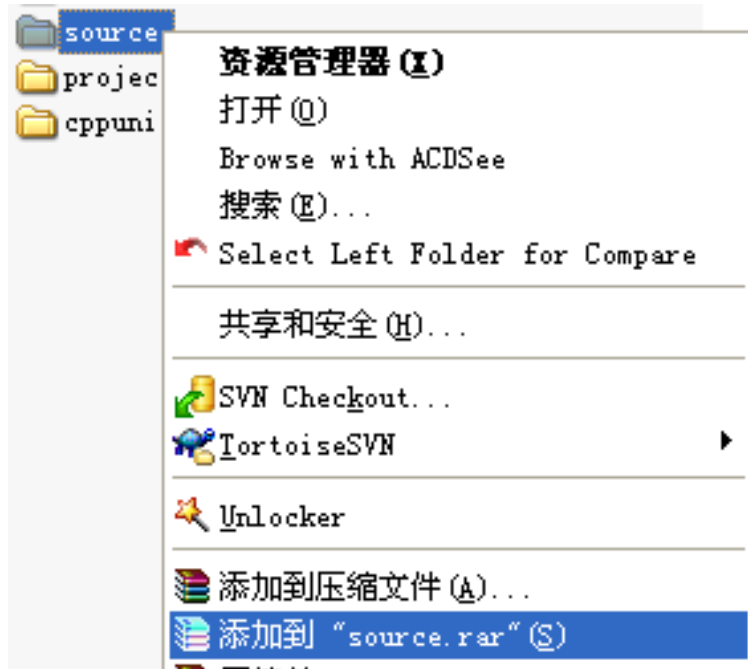 source
projec
cppuni
资源管理器(X)
打开(O)
Browse with ACDSee
搜索(E)...
Select Left Folder for Compare
共享和安全(H)...
SVN Checkout...
TortoiseSVN
Unlocker
添加到压缩文件(A)...
添加到 "source.rar"(S)